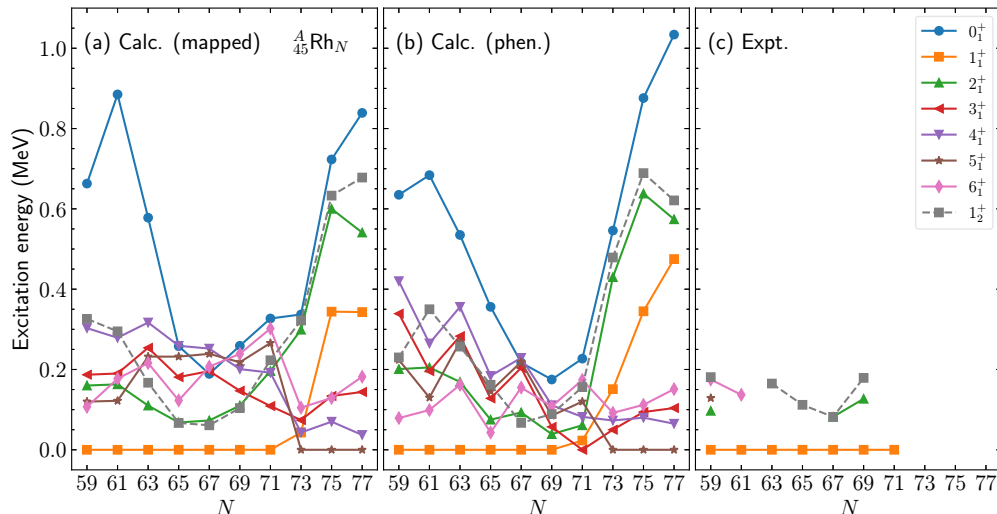 (a) Calc. (mapped) $^{A}_{45}$Rh$_{N}$
(b) Calc. (phen.)
(c) Expt.
Excitation energy (MeV)
1.0
0.8
0.6
0.4
0.2
0.0
59 61 63 65 67 69 71 73 75 77
N
59 61 63 65 67 69 71 73 75 77
N
59 61 63 65 67 69 71 73 75 77
N
$0^{+}_{1}$
$1^{+}_{1}$
$2^{+}_{1}$
$3^{+}_{1}$
$4^{+}_{1}$
$5^{+}_{1}$
$6^{+}_{1}$
$1^{+}_{2}$